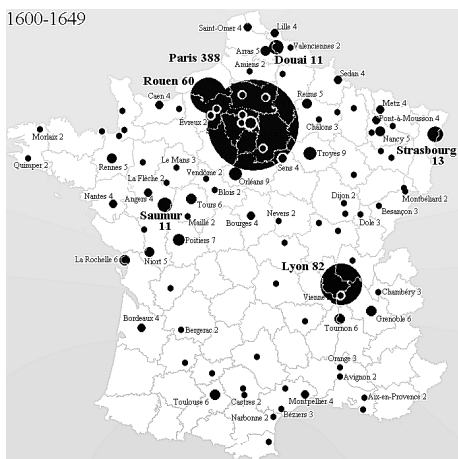 1600-1649
Saint-Omer 4
Lille 4
Arras 5
Valenciennes 2
Paris 388
Douai 11
Amiens 2
Rouen 60
Sedan 4
Caen 4
Reims 5
Metz 4
Pont-à-Mousson 4
Évreux 2
Châlons 3
Morlaix 2
Nancy 5
Strasbourg
13
Quimper 2
Rennes 5
Le Mans 3
Troyes 9
Sens 4
Vendôme 2
Orléans 9
La Flèche 2
Blois 2
Montbéliard 2
Nantes 4
Angers 4
Tours 6
Dijon 2
Besançon 3
Saumur
11
Maillé 2
Bourges 4
Nevers 2
Dole 3
Poitiers 7
La Rochelle 6
Niort 5
Lyon 82
Vienne
Chambéry 3
Bordeaux 4
Bergerac 2
Tournon 6
Grenoble 6
Orange 3
Avignon 2
Toulouse 6
Castres 2
Montpellier 4
Aix-en-Provence 2
Narbonne 2
Béziers 3